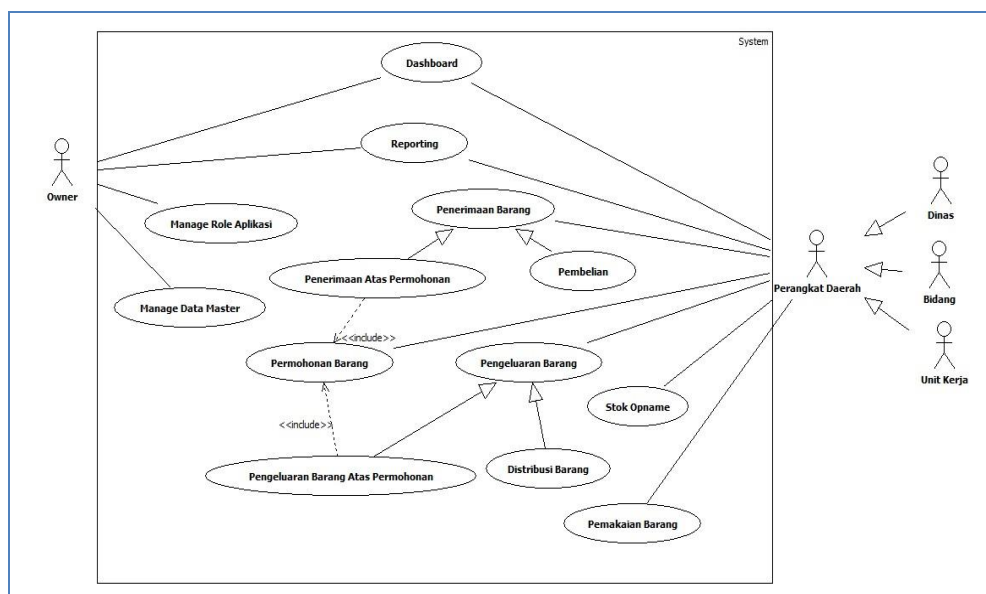 System
Dashboard
Reporting
Owner
Manage Role Aplikasi
Penerimaan Barang
Dinas
Penerimaan Atas Permohonan
Pembelian
Perangkat Daerah
Manage Data Master
Bidang
<<include>>
Permohonan Barang
Pengeluaran Barang
Unit Kerja
Stok Opname
<<include>>
Pengeluaran Barang Atas Permohonan
Distribusi Barang
Pemakaian Barang